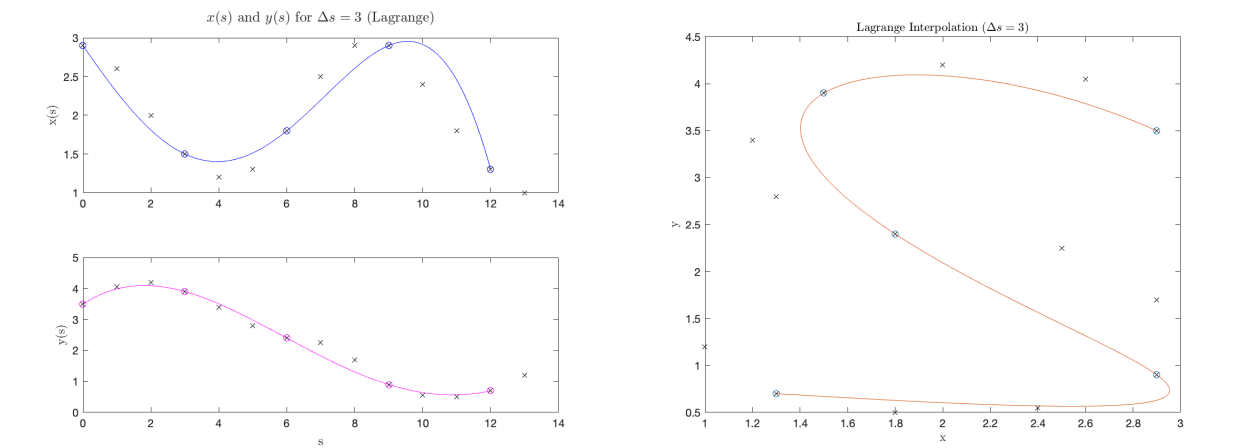 x(s) and y(s) for Δs = 3 (Lagrange)
3
2.5
2
1.5
1
x(s)
0 2 4 6 8 10 12 14
5
4
3
2
1
0
y(s)
0 2 4 6 8 10 12 14
s
Lagrange Interpolation (Δs = 3)
4.5
4
3.5
3
2.5
2
1.5
1
0.5
y
1 1.2 1.4 1.6 1.8 2 2.2 2.4 2.6 2.8 3
x